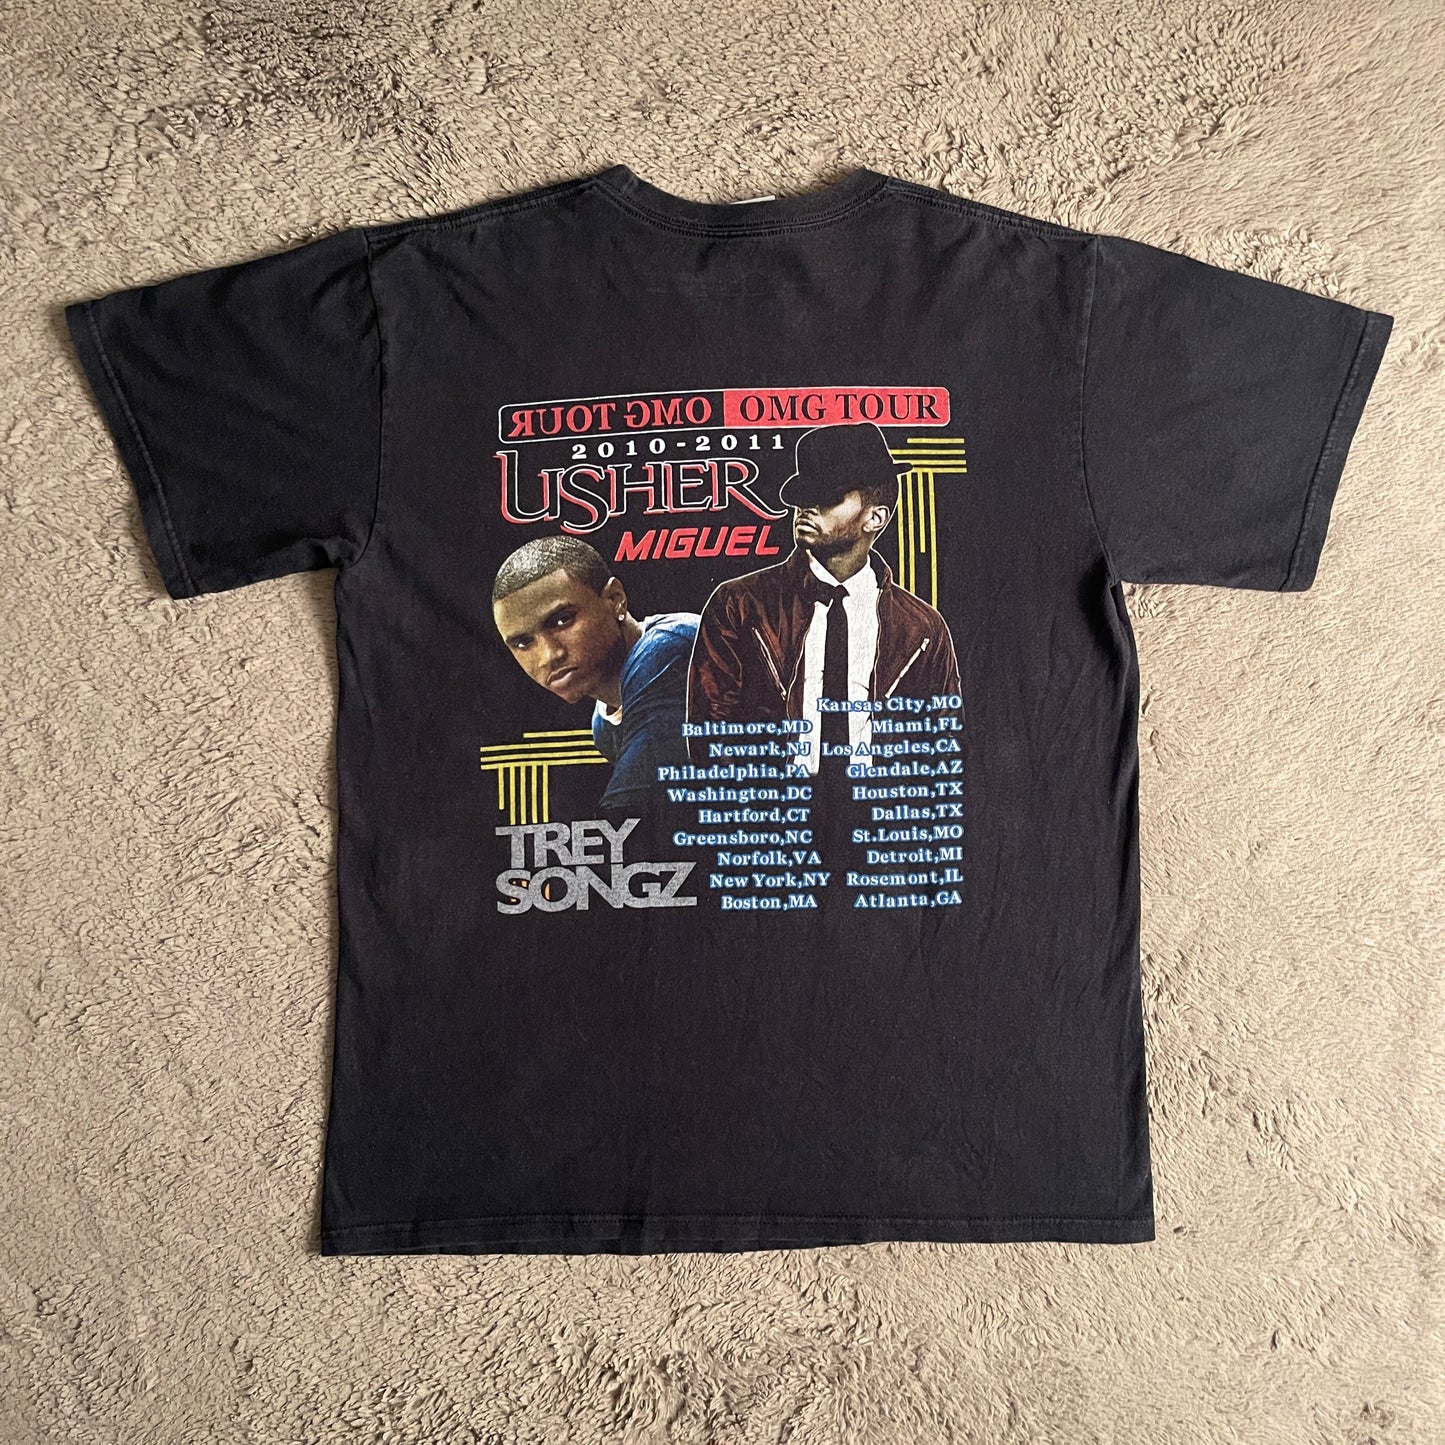 ЯUOT ӘMO OMG TOUR
2010-2011
USHER
MIGUEL
Kansas City,MO
Baltimore,MD Miami,FL
Newark,NJ Los Angeles,CA
Philadelphia,PA Glendale,AZ
Washington,DC Houston,TX
Hartford,CT Dallas,TX
Greensboro,NC St.Louis,MO
Norfolk,VA Detroit,MI
New York,NY Rosemont,IL
Boston,MA Atlanta,GA
TREY
SONGZ